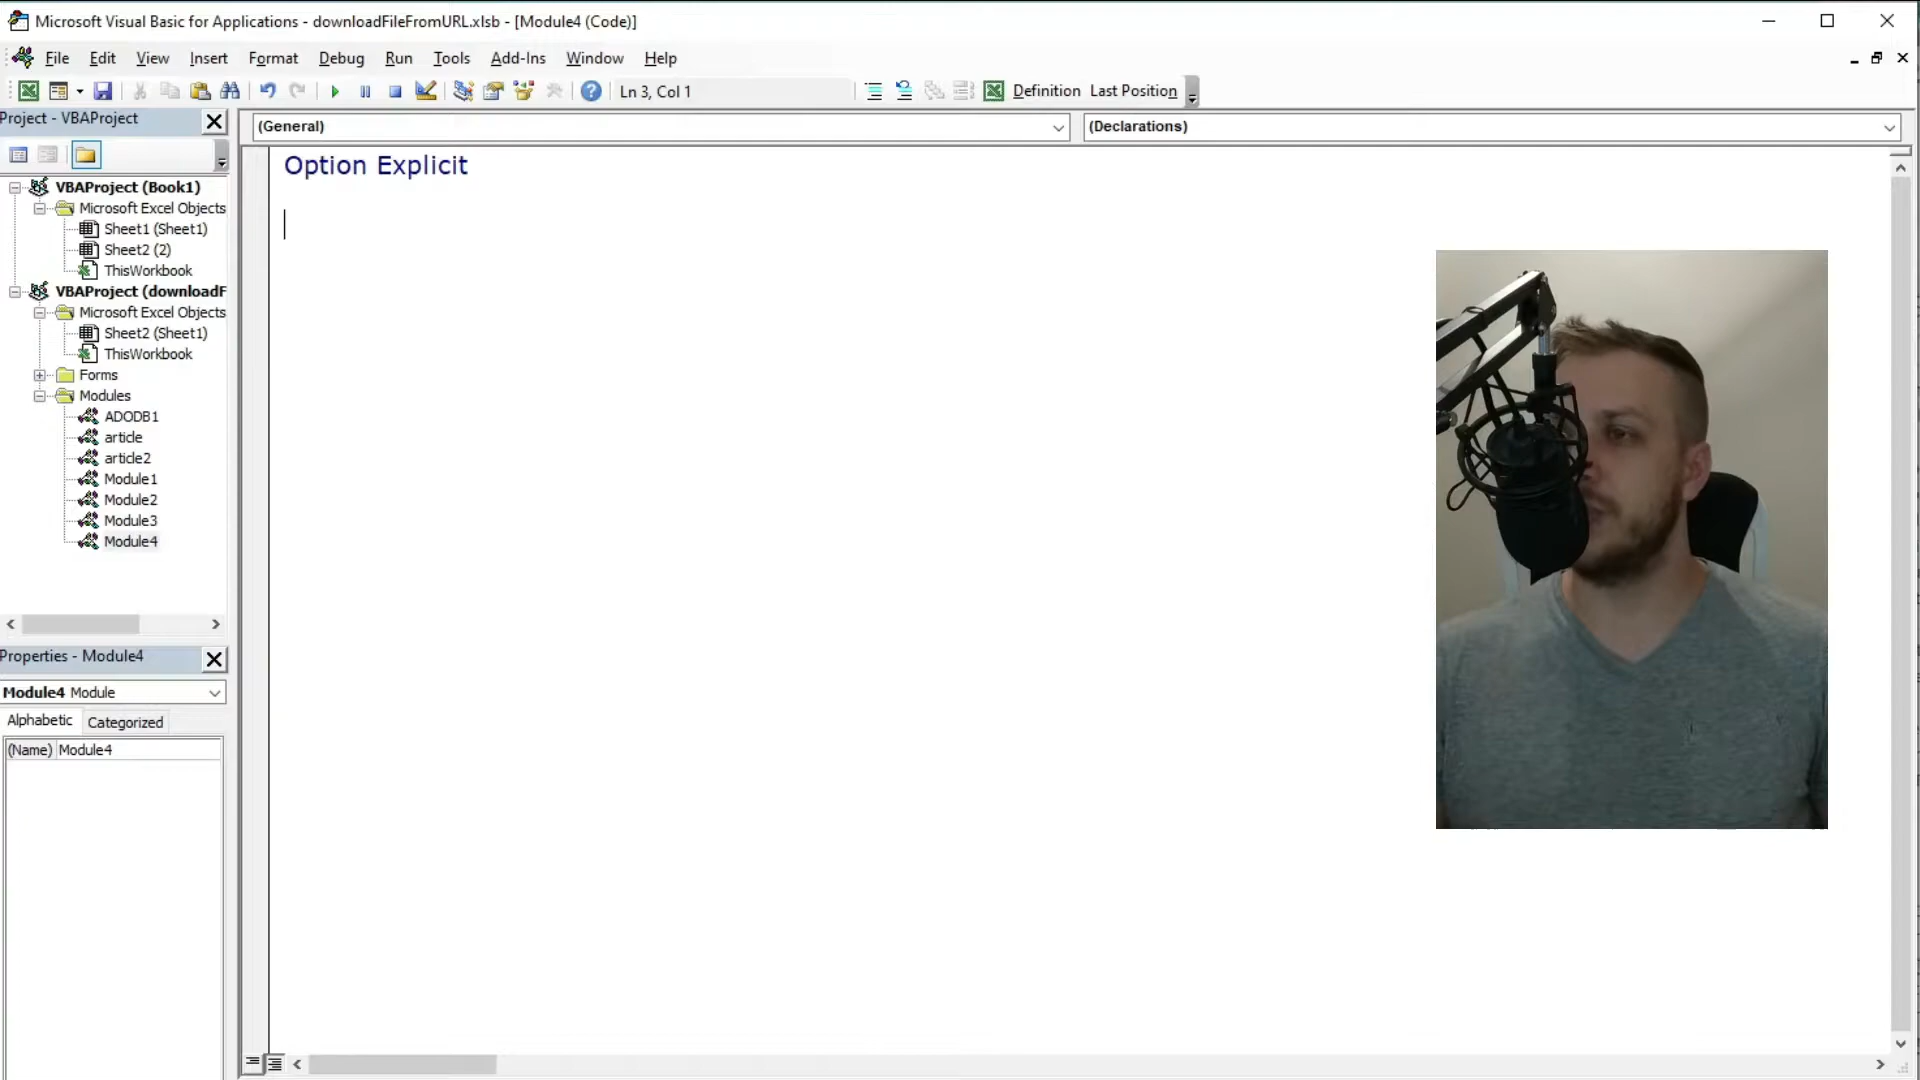 Microsoft Visual Basic for Applications - downloadFileFromURL.xlsb - [Module4 (Code)]
File Edit View Insert Format Debug Run Tools Add-Ins Window Help
Ln 3, Col 1
Definition Last Position
Project - VBAProject
(General)
(Declarations)
VBAProject (Book1)
Microsoft Excel Objects
Sheet1 (Sheet1)
Sheet2 (2)
ThisWorkbook
VBAProject (downloadF
Microsoft Excel Objects
Sheet2 (Sheet1)
ThisWorkbook
Forms
Modules
ADODB1
article
article2
Module1
Module2
Module3
Module4
Option Explicit
Properties - Module4
Module4 Module
Alphabetic Categorized
(Name) Module4